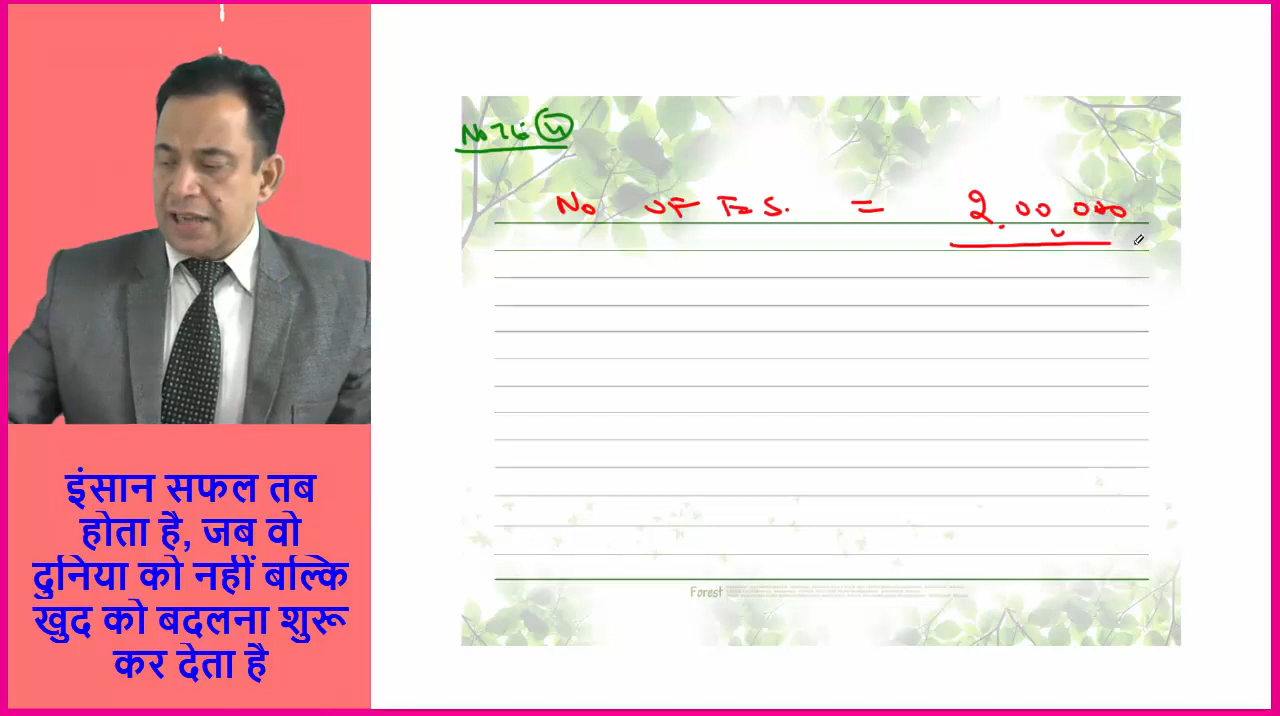 इंसान सफल तब
होता है, जब वो
दुनिया को नहीं बल्कि
खुद को बदलना शुरू
कर देता है
NOTE
No OF = 2,00,000
Forest